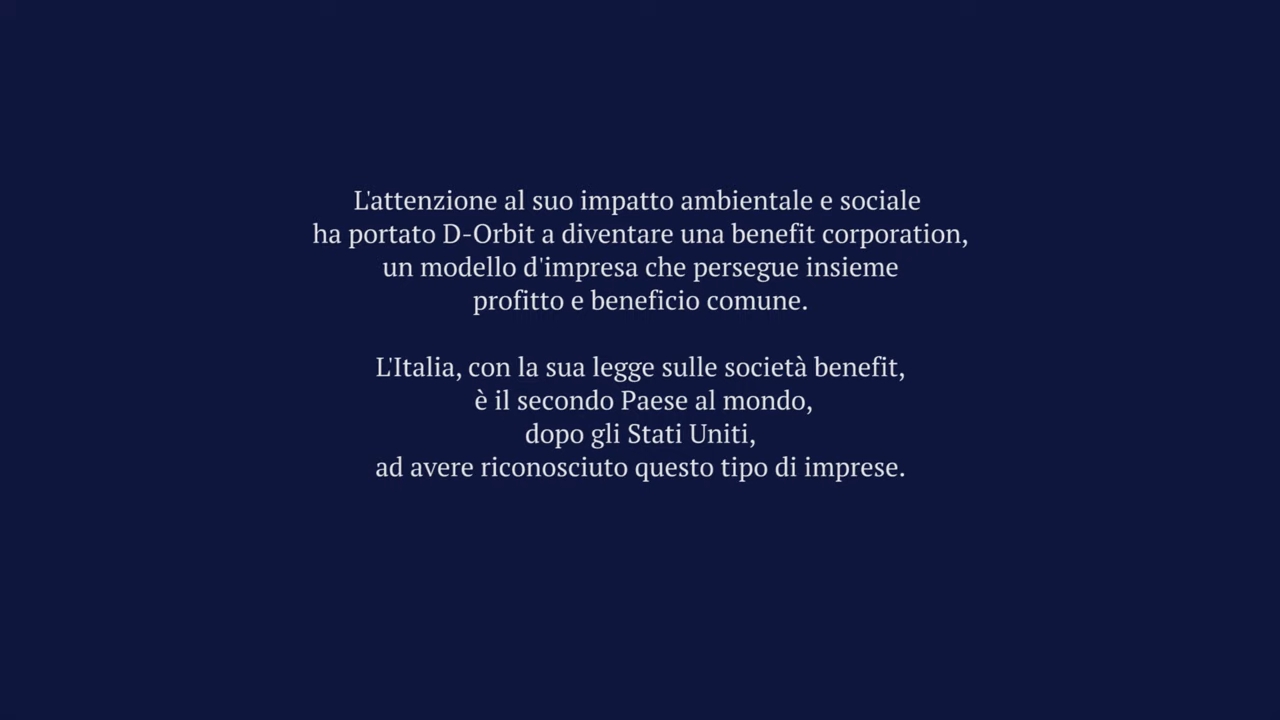 L'attenzione al suo impatto ambientale e sociale
ha portato D-Orbit a diventare una benefit corporation,
un modello d'impresa che persegue insieme
profitto e beneficio comune.
L'Italia, con la sua legge sulle società benefit,
è il secondo Paese al mondo,
dopo gli Stati Uniti,
ad avere riconosciuto questo tipo di imprese.